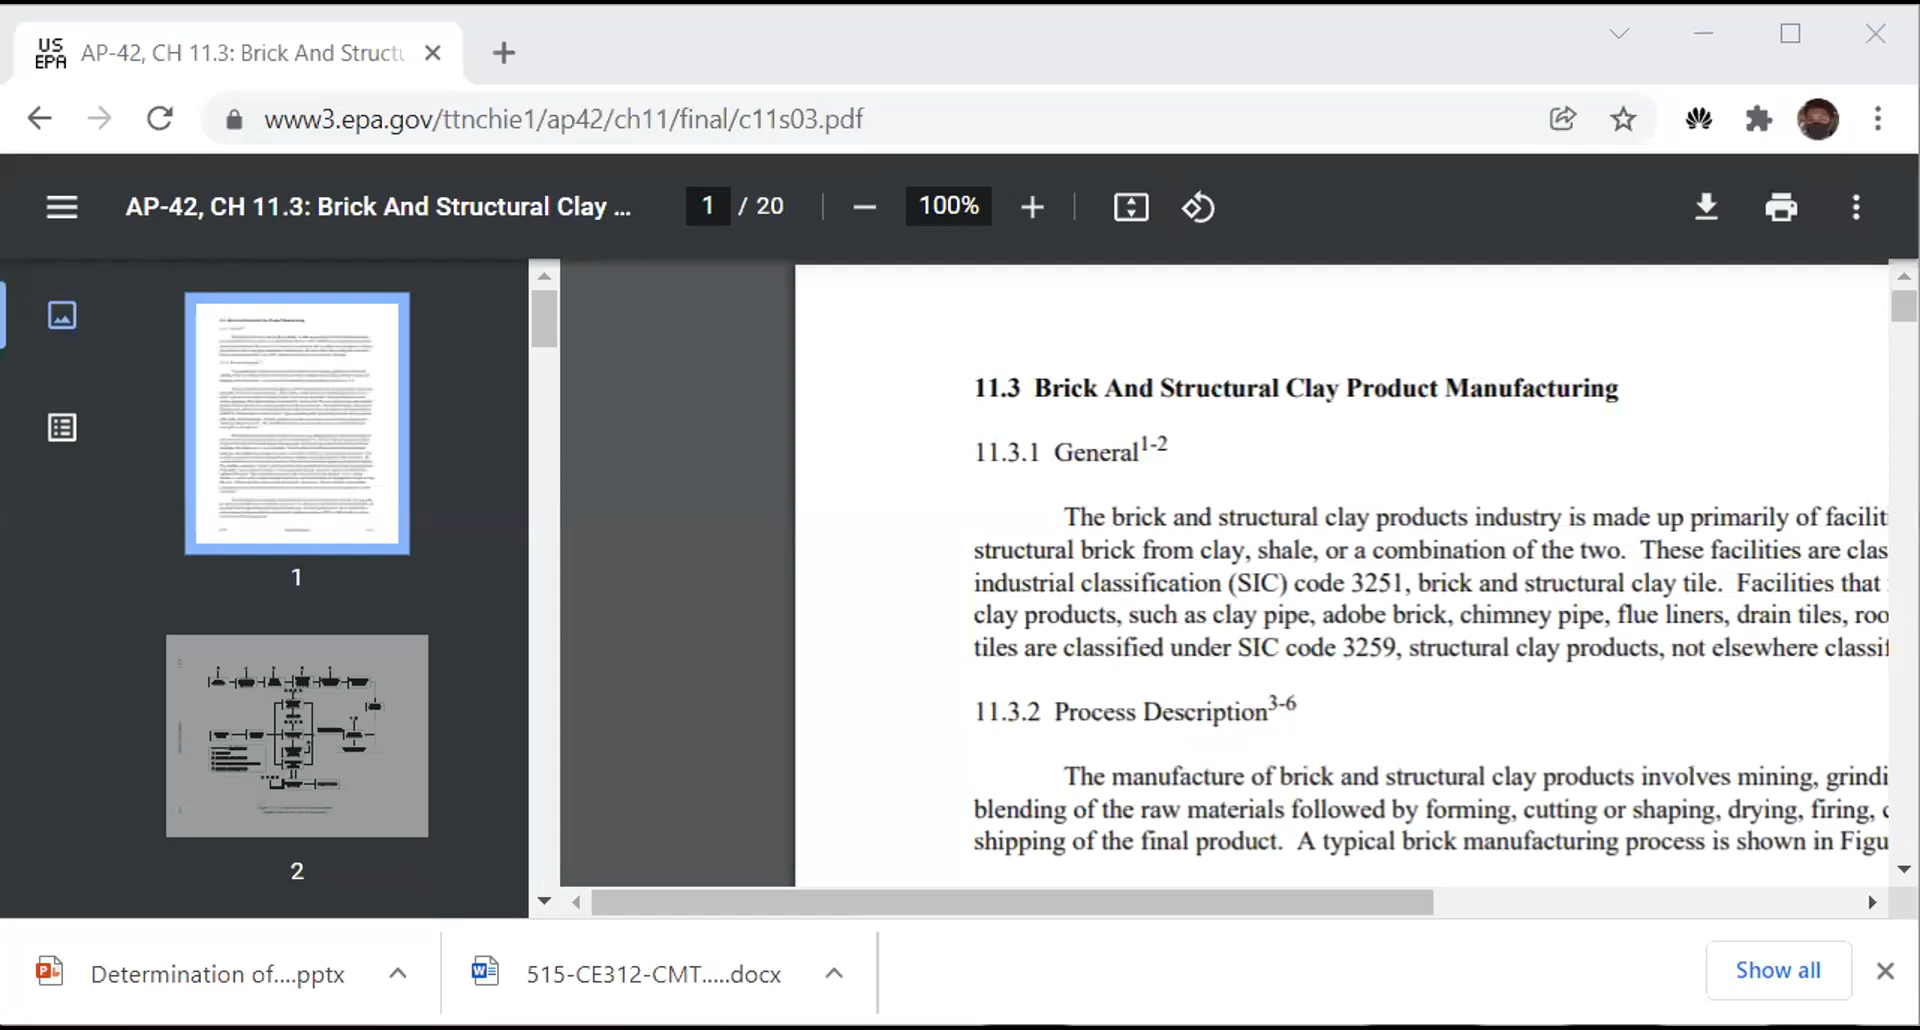 US
EPA
AP-42, CH 11.3: Brick And Struct
www3.epa.gov/ttnchie1/ap42/ch11/final/c11s03.pdf
AP-42, CH 11.3: Brick And Structural Clay ...
1 / 20
100%
11.3 Brick And Structural Clay Product Manufacturing
11.3.1 General1-2
The brick and structural clay products industry is made up primarily of facilit
structural brick from clay, shale, or a combination of the two. These facilities are clas
industrial classification (SIC) code 3251, brick and structural clay tile. Facilities that
clay products, such as clay pipe, adobe brick, chimney pipe, flue liners, drain tiles, roo
tiles are classified under SIC code 3259, structural clay products, not elsewhere classif
11.3.2 Process Description3-6
The manufacture of brick and structural clay products involves mining, grindi
blending of the raw materials followed by forming, cutting or shaping, drying, firing, c
shipping of the final product. A typical brick manufacturing process is shown in Figu
1
2
Determination of....pptx
515-CE312-CMT.....docx
Show all